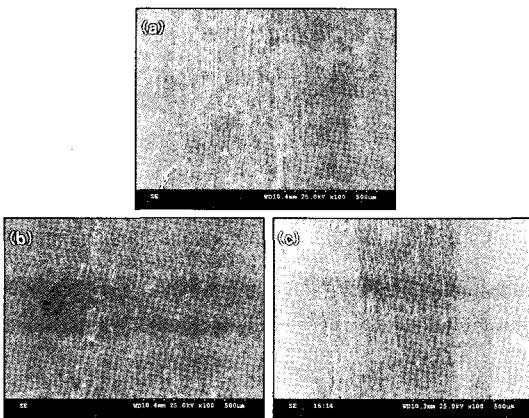 (a)
SE WD10.4mm 25.0kV x100 500um
(b)
SE WD10.4mm 25.0kV x100 500um
(c)
SE 16:14 WD10.3mm 25.0kV x100 500um